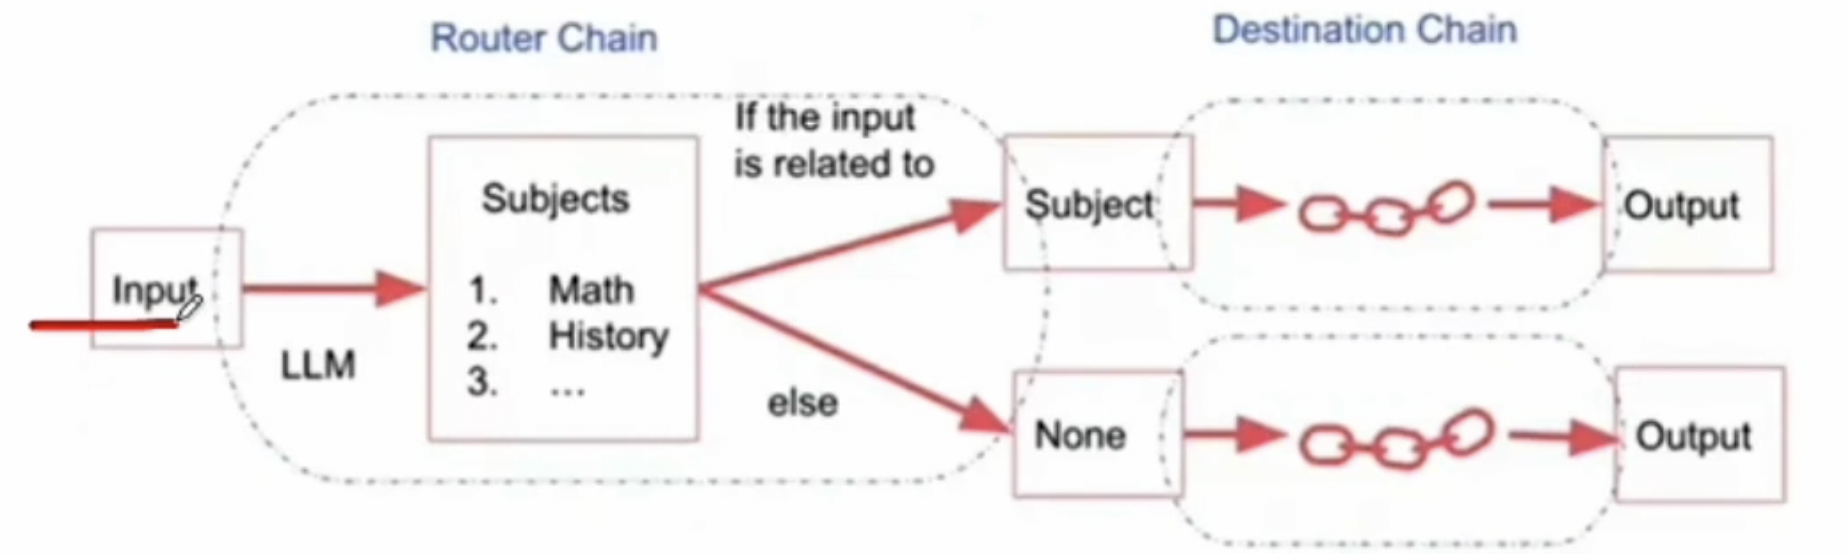 Router Chain
Destination Chain
If the input
is related to
Subjects
1. Math
2. History
3. ...
Input
LLM
else
Subject
Output
None
Output